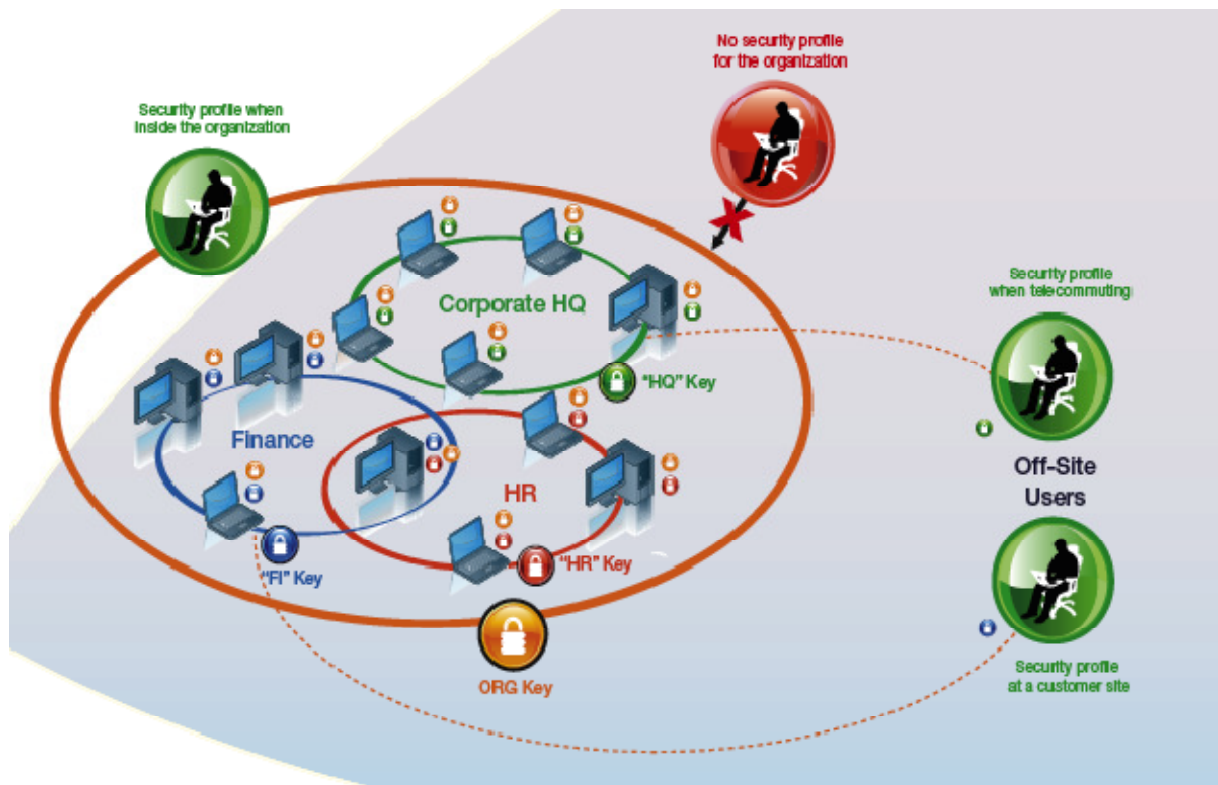 No security profile
for the organization
Security profile when
inside the organization
Security profile
when telecommuting
Corporate HQ
"HQ" Key
Finance
HR
Off-Site
Users
"FI" Key
"HR" Key
ORG Key
Security profile
at a customer site